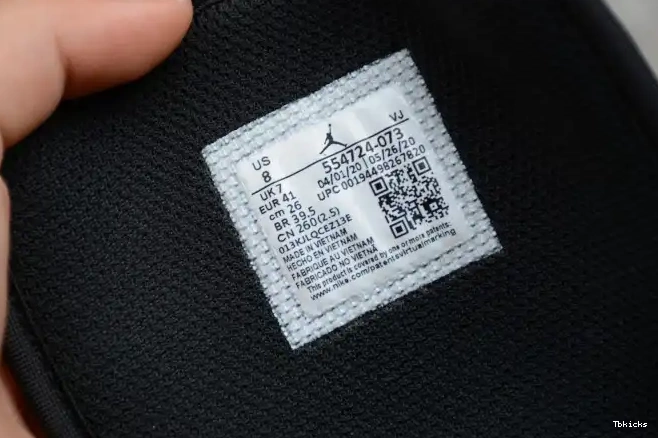 US VJ
8 554724-073
UK 7 04/01/20 | 05/26/20
EUR 41 UPC 00194498267820
cm 26
BR 39.5
CN 260(2.5)
013KJLQCEZ13E
MADE IN VIETNAM
HECHO EN VIETNAM
FABRIQUE AU VIETNAM
FABRICADO NO VIETNA
This product is covered by one or more patents:
www.nike.com/patentsvirtualmarking
Tbkicks